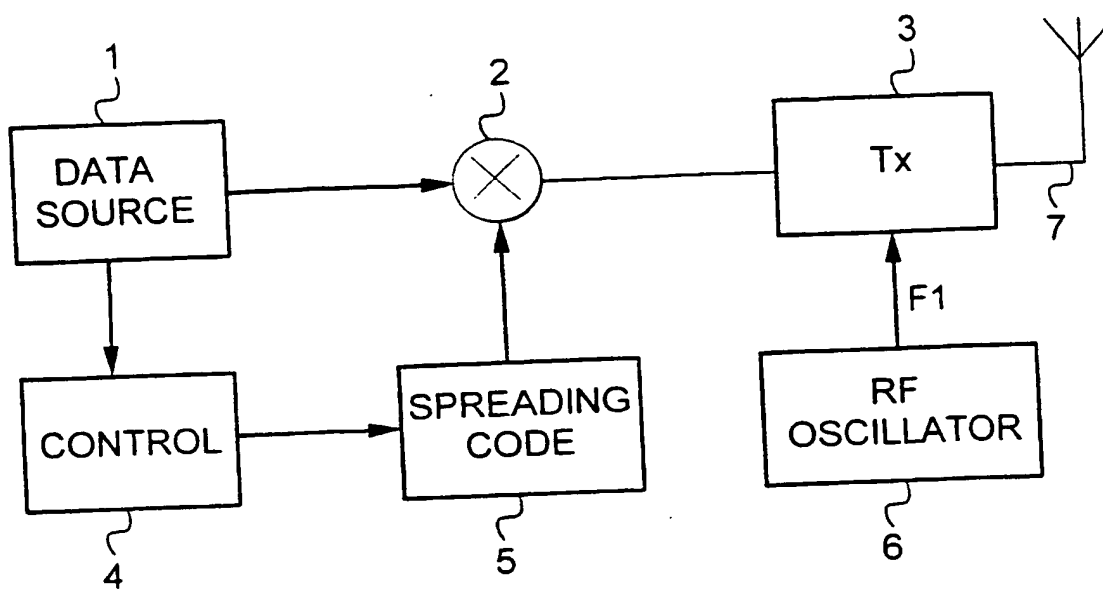 1
2
3
DATA
SOURCE
Tx
7
F1
CONTROL
SPREADING
CODE
RF
OSCILLATOR
4
5
6